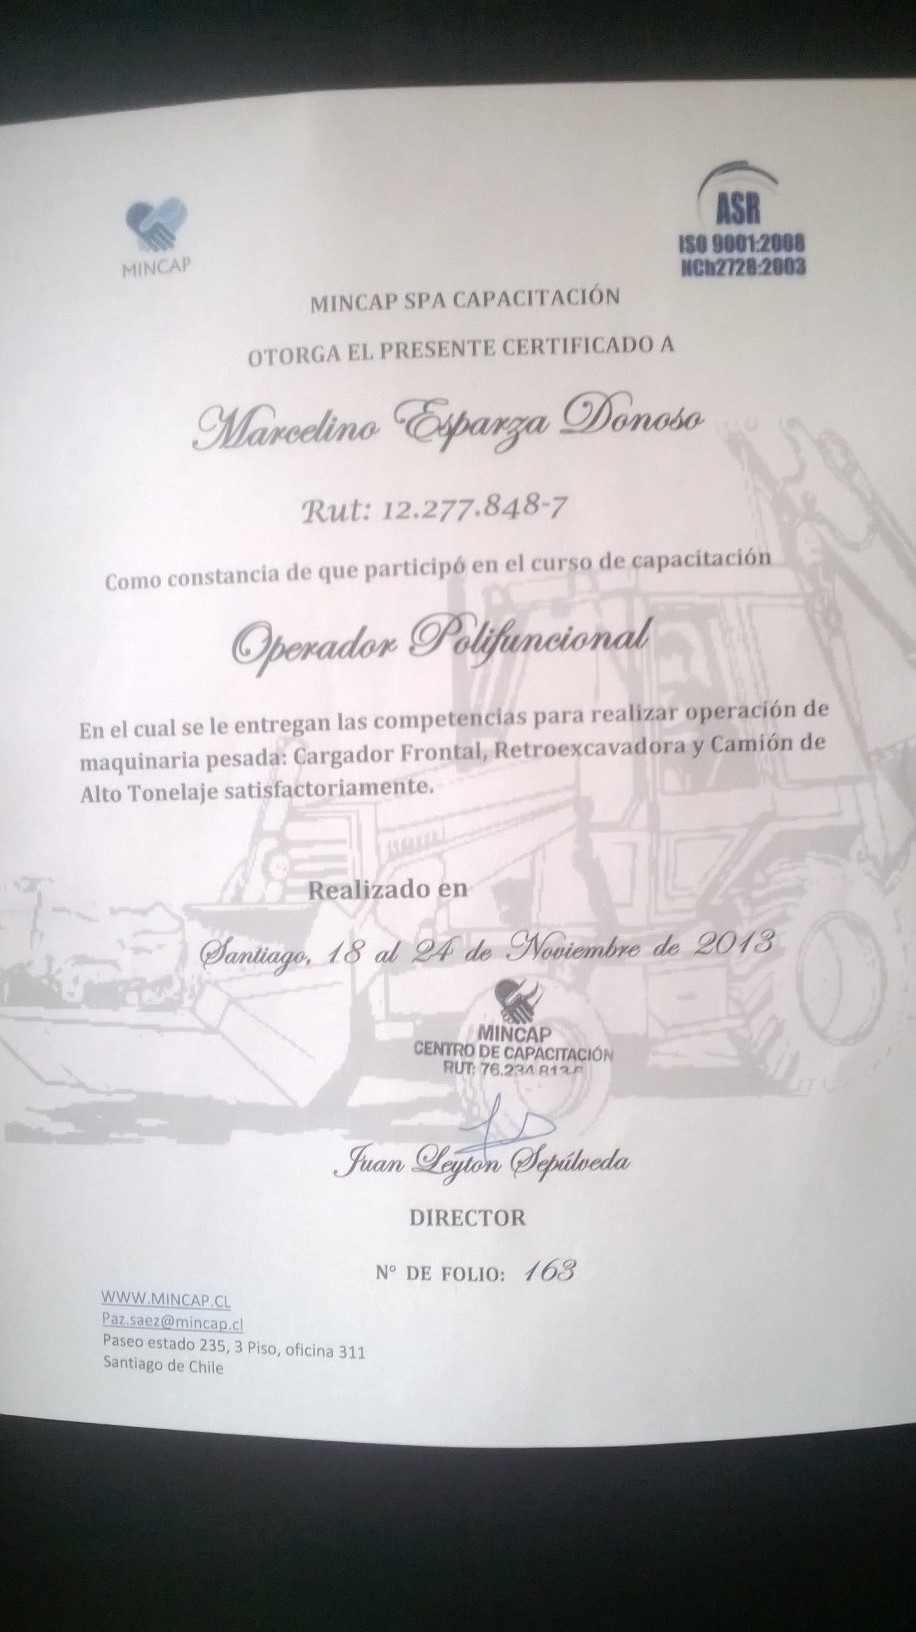 MINCAP
ASR
ISO 9001:2008
NCh2728:2003
MINCAP SPA CAPACITACIÓN
OTORGA EL PRESENTE CERTIFICADO A
Marcelino Esparza Donoso
Rut: 12.277.848-7
Como constancia de que participó en el curso de capacitación
Operador Polifuncional
En el cual se le entregan las competencias para realizar operación de
maquinaria pesada: Cargador Frontal, Retroexcavadora y Camión de
Alto Tonelaje satisfactoriamente.
Realizado en
Santiago, 18 al 24 de Noviembre de 2013
MINCAP
CENTRO DE CAPACITACIÓN
RUT: 76.234
Juan Leyton Sepúlveda
DIRECTOR
N° DE FOLIO: 163
WWW.MINCAP.CL
Paz.saez@mincap.cl
Paseo estado 235, 3 Piso, oficina 311
Santiago de Chile